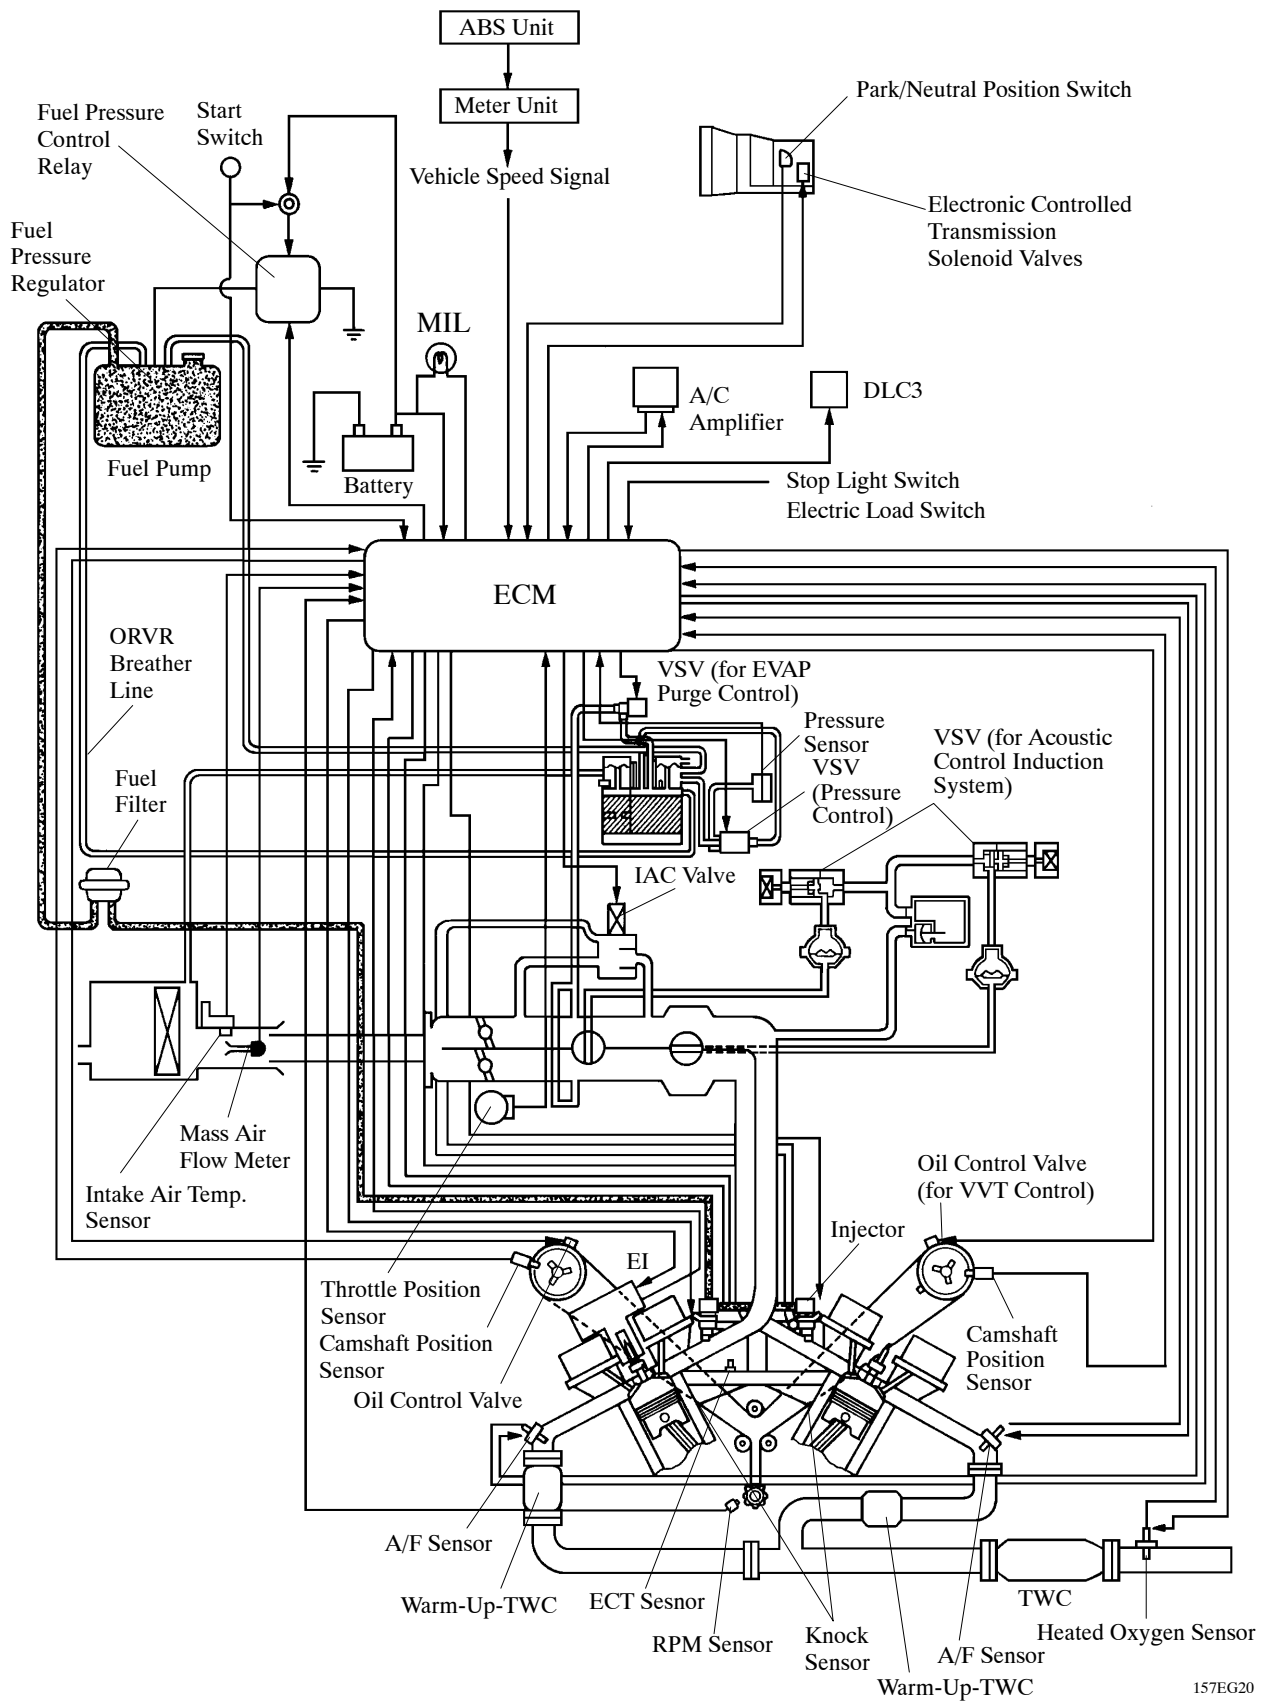 ABS Unit
Meter Unit
Vehicle Speed Signal
Park/Neutral Position Switch
Electronic Controlled
Transmission
Solenoid Valves
Fuel Pressure
Control
Relay
Start
Switch
Fuel
Pressure
Regulator
MIL
Fuel Pump
Battery
A/C
Amplifier
DLC3
Stop Light Switch
Electric Load Switch
ECM
ORVR
Breather
Line
Fuel
Filter
VSV (for EVAP
Purge Control)
Pressure
Sensor
VSV
(Pressure
Control)
VSV (for Acoustic
Control Induction
System)
IAC Valve
Mass Air
Flow Meter
Intake Air Temp.
Sensor
Oil Control Valve
(for VVT Control)
Injector
EI
Throttle Position
Sensor
Camshaft Position
Sensor
Oil Control Valve
Camshaft
Position
Sensor
A/F Sensor
Warm-Up-TWC
ECT Sesnor
RPM Sensor
Knock
Sensor
TWC
Heated Oxygen Sensor
A/F Sensor
Warm-Up-TWC
157EG20